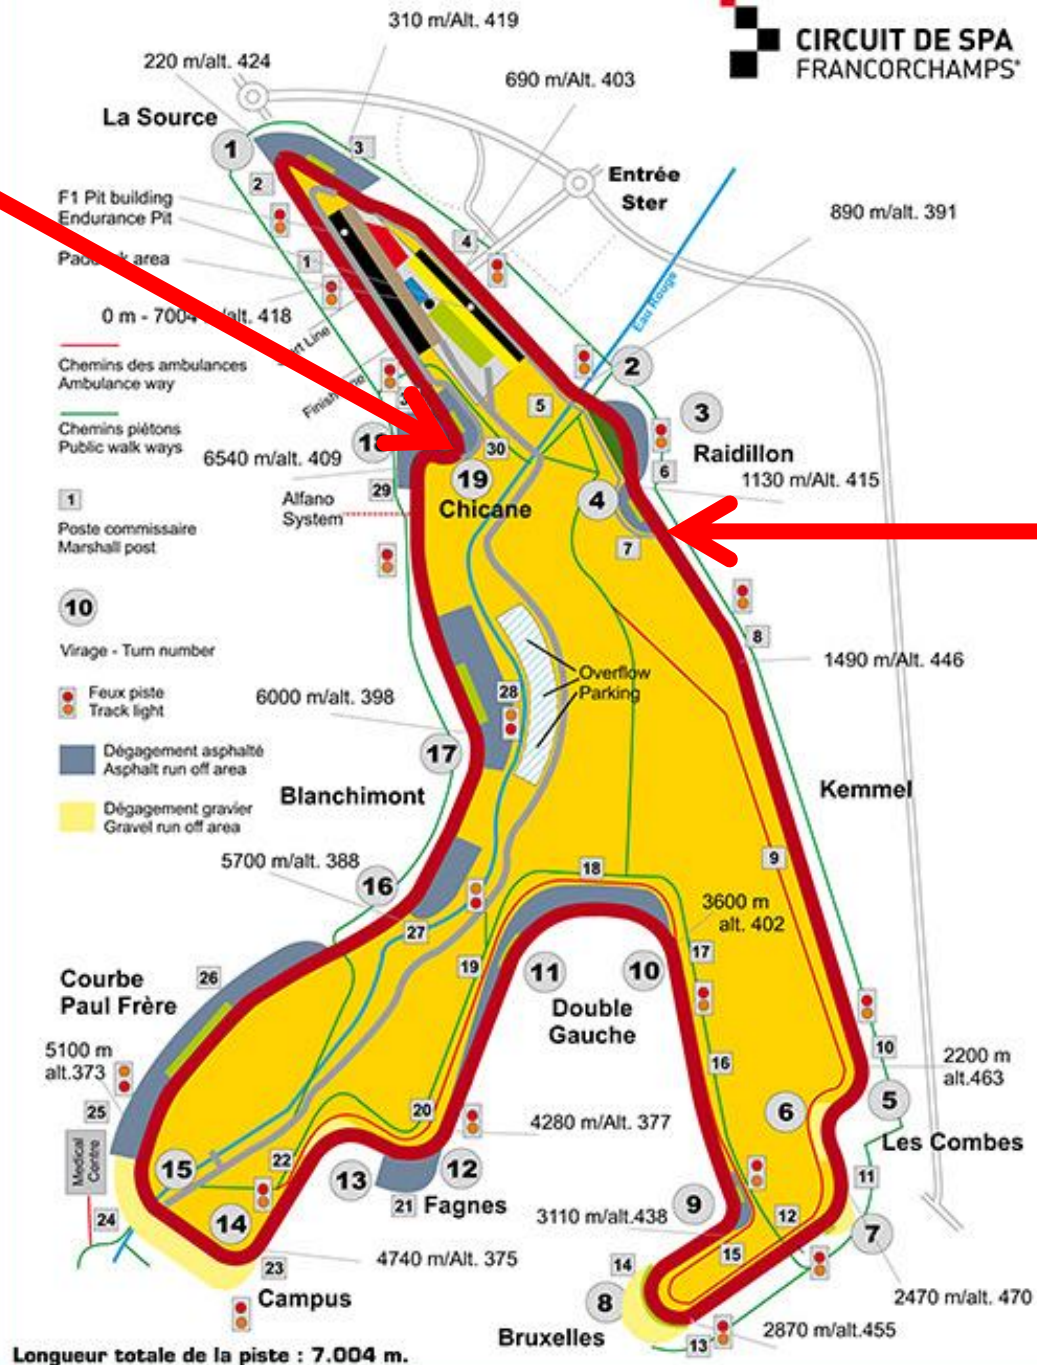 310 m/Alt. 419
CIRCUIT DE SPA
FRANCORCHAMPS®
220 m/alt. 424
690 m/Alt. 403
La Source
1
3
2
Entrée
Ster
F1 Pit building
Endurance Pit
890 m/alt. 391
4
Paddock area
1
Eau Rouge
0 m - 7004 m/alt. 418
Line
2
Chemins des ambulances
Ambulance way
Finish
5
3
Chemins piétons
Public walk ways
18
30
Raidillon
6540 m/alt. 409
6
1130 m/Alt. 415
19
29
4
1
Alfano
System
Chicane
Poste commissaire
Marshall post
7
10
8
Virage - Turn number
1490 m/Alt. 446
Overflow
Parking
Feux piste
Track light
28
6000 m/alt. 398
17
Dégagement asphalté
Asphalt run off area
Blanchimont
Kemmel
Dégagement gravier
Gravel run off area
5700 m/alt. 388
9
18
16
3600 m
alt. 402
27
17
19
11
10
Courbe
Paul Frère
26
Double
Gauche
5100 m
alt.373
16
10
2200 m
alt.463
25
20
6
5
4280 m/Alt. 377
Les Combes
Medical
Centre
22
15
13
12
11
21
Fagnes
9
24
14
3110 m/alt.438
12
7
15
4740 m/Alt. 375
23
14
Campus
8
2470 m/alt. 470
Bruxelles
13
2870 m/alt.455
Longueur totale de la piste : 7.004 m.